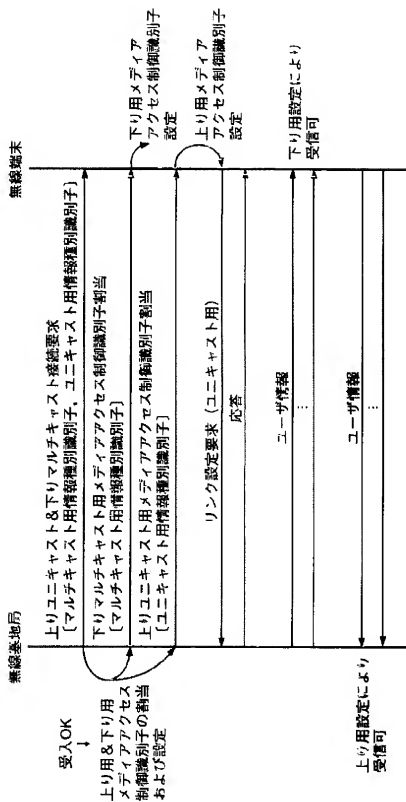 無線基地局
無線端末
上りユニキャスト&下りマルチキャスト接続要求
[マルチキャスト用情報種別識別子，ユニキャスト用情報種別識別子]
受入OK
↓
上り用&下り用
メディアアクセス
制御識別子の割当
および設定
下りマルチキャスト用メディアアクセス制御識別子割当
[マルチキャスト用情報種別識別子]
下り用メディア
アクセス制御識別子
設定
上りユニキャスト用メディアアクセス制御識別子割当
[ユニキャスト用情報種別識別子]
上り用メディア
アクセス制御識別子
設定
リンク設定要求（ユニキャスト用）
応答
ユーザ情報
⋮
下り用設定により
受信可
ユーザ情報
⋮
上り用設定により
受信可